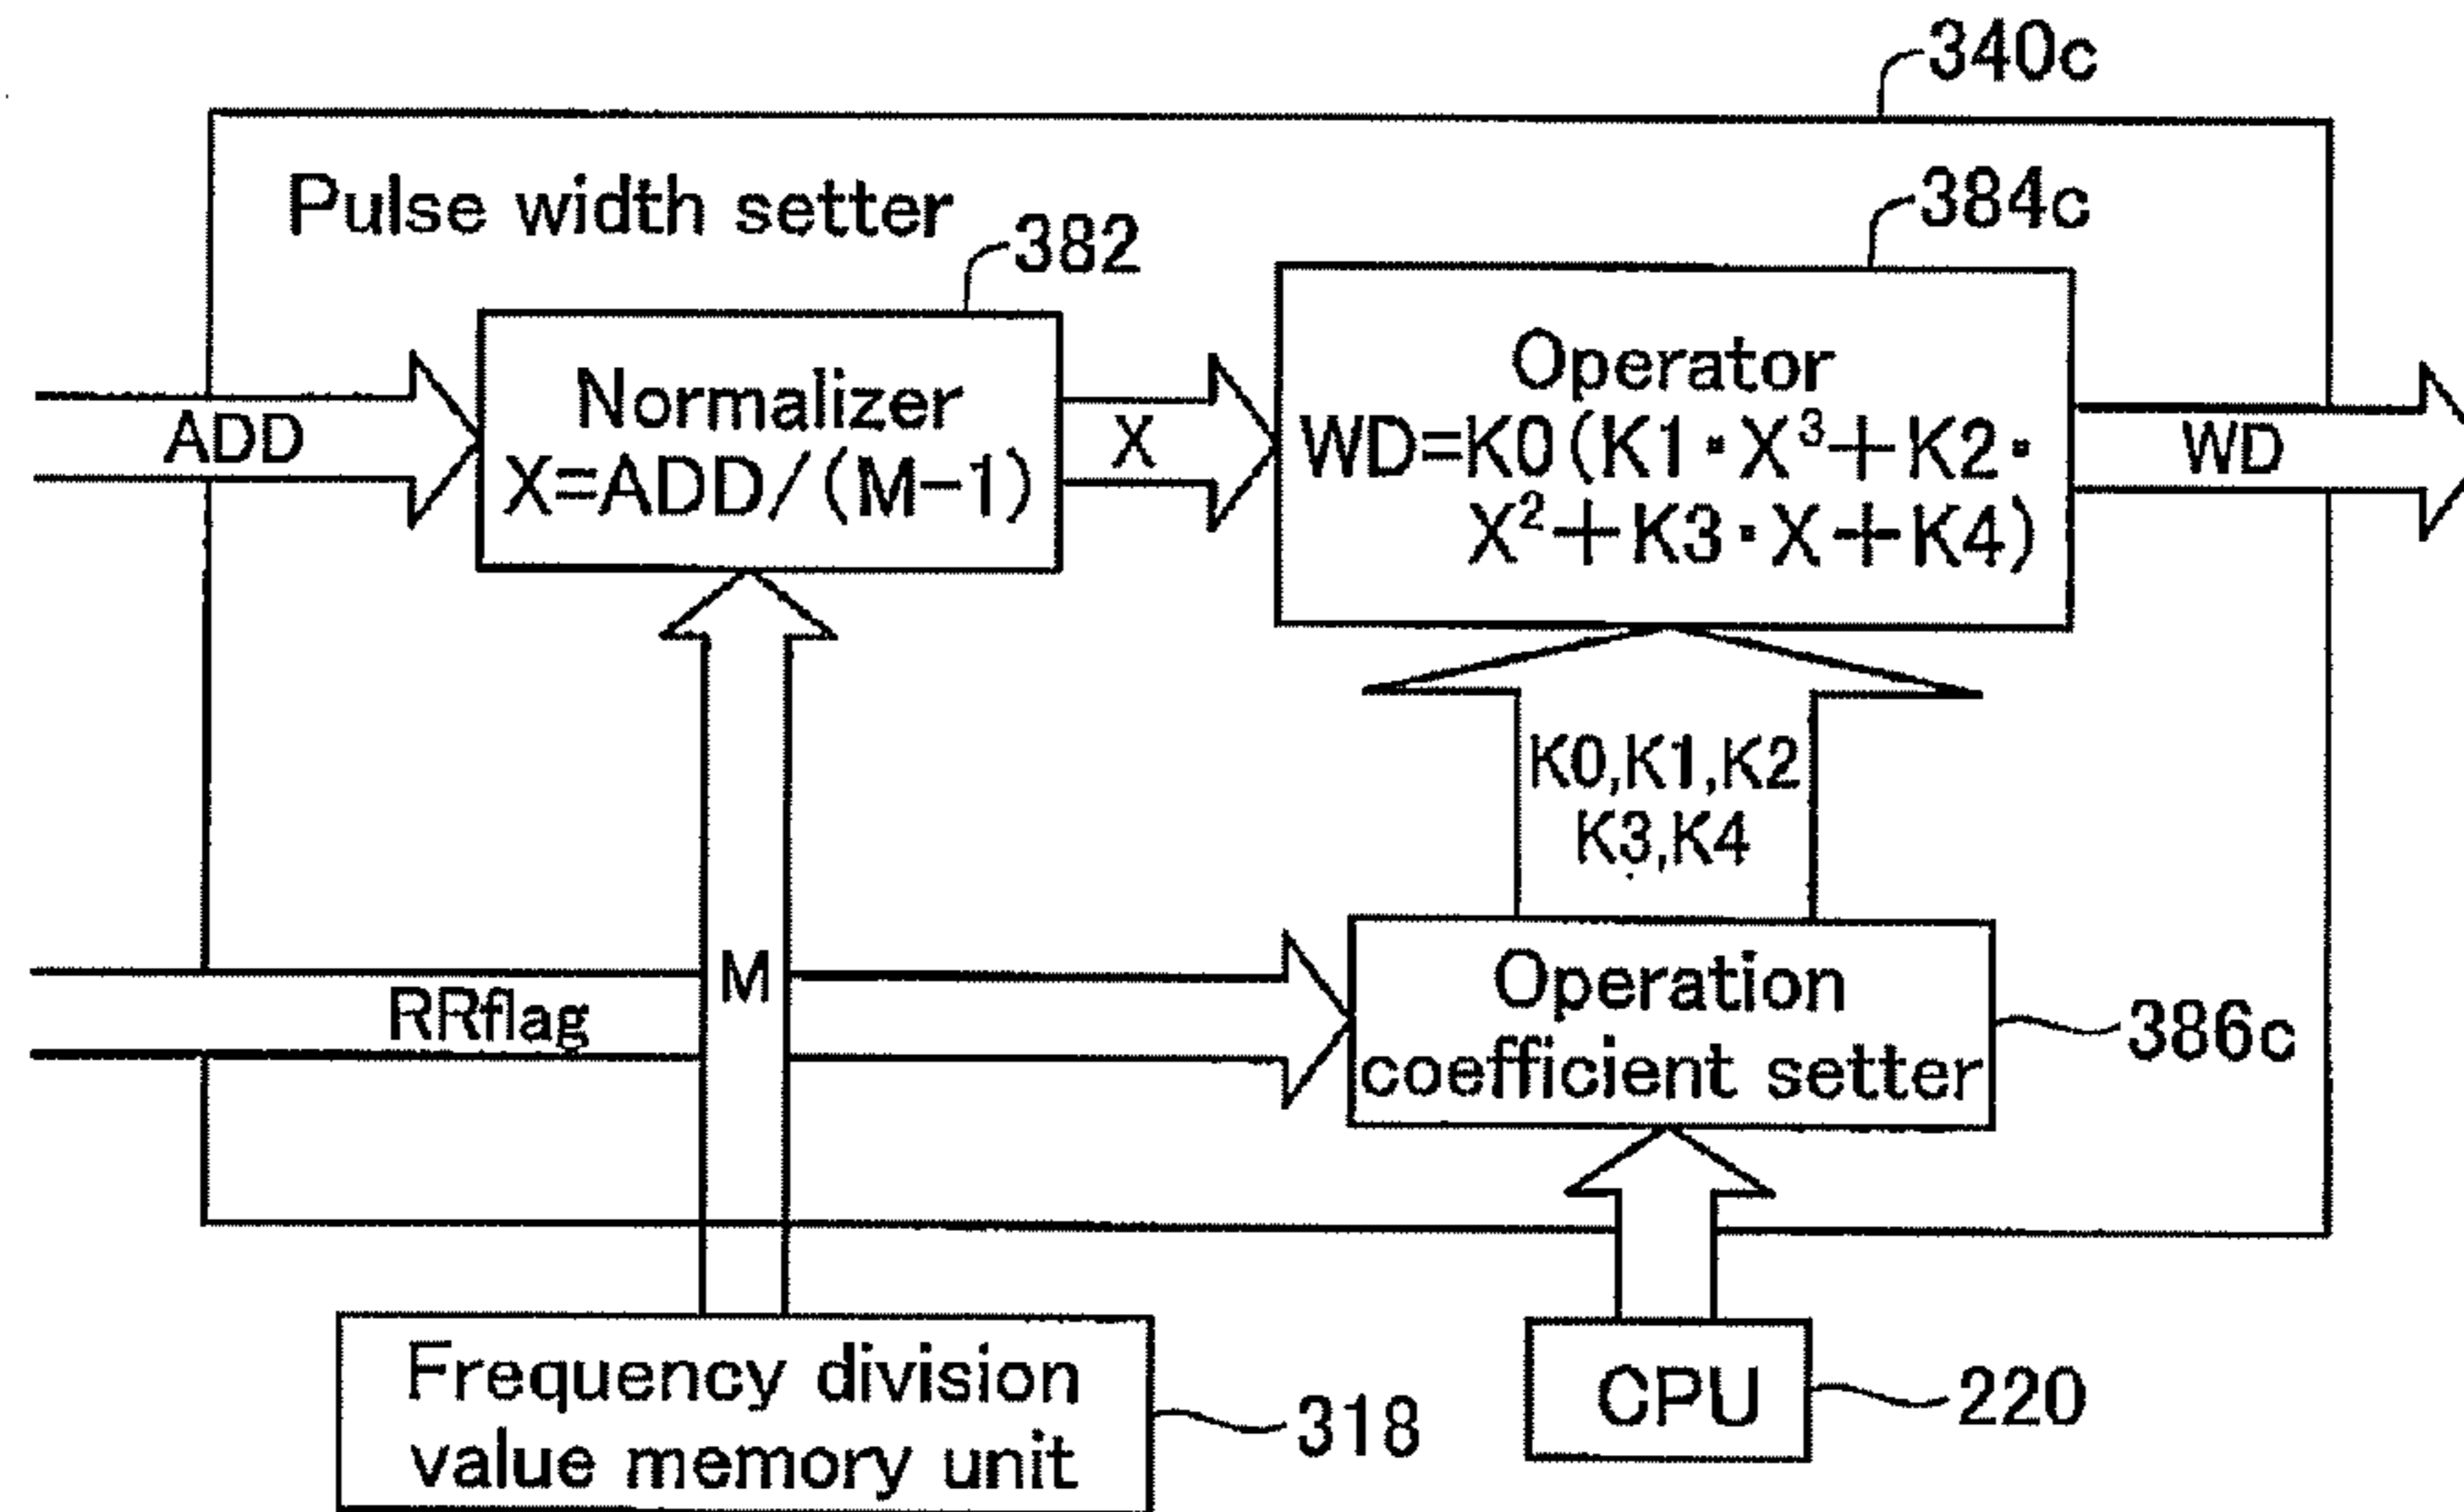 340c
Pulse width setter
382
384c
ADD
Normalizer
X=ADD/(M-1)
X
Operator
WD=K0(K1·X³+K2·
X²+K3·X+K4)
WD
K0,K1,K2
K3,K4
RRflag
M
Operation
coefficient setter
386c
Frequency division
value memory unit
318
CPU
220